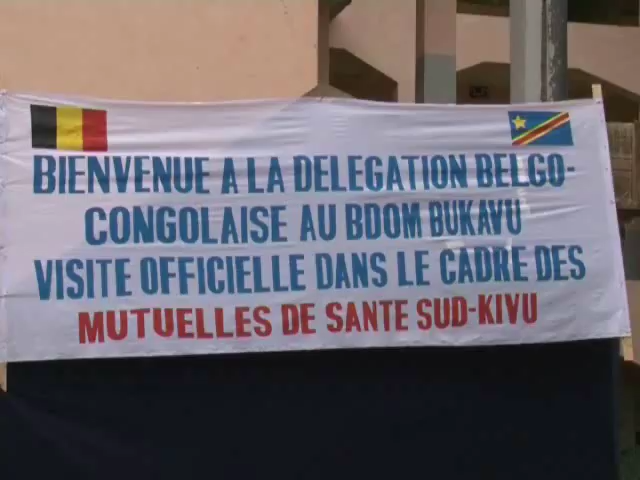 BIENVENUE A LA DELEGATION BELGO-
CONGOLAISE AU BDOM BUKAVU
VISITE OFFICIELLE DANS LE CADRE DES
MUTUELLES DE SANTE SUD-KIVU